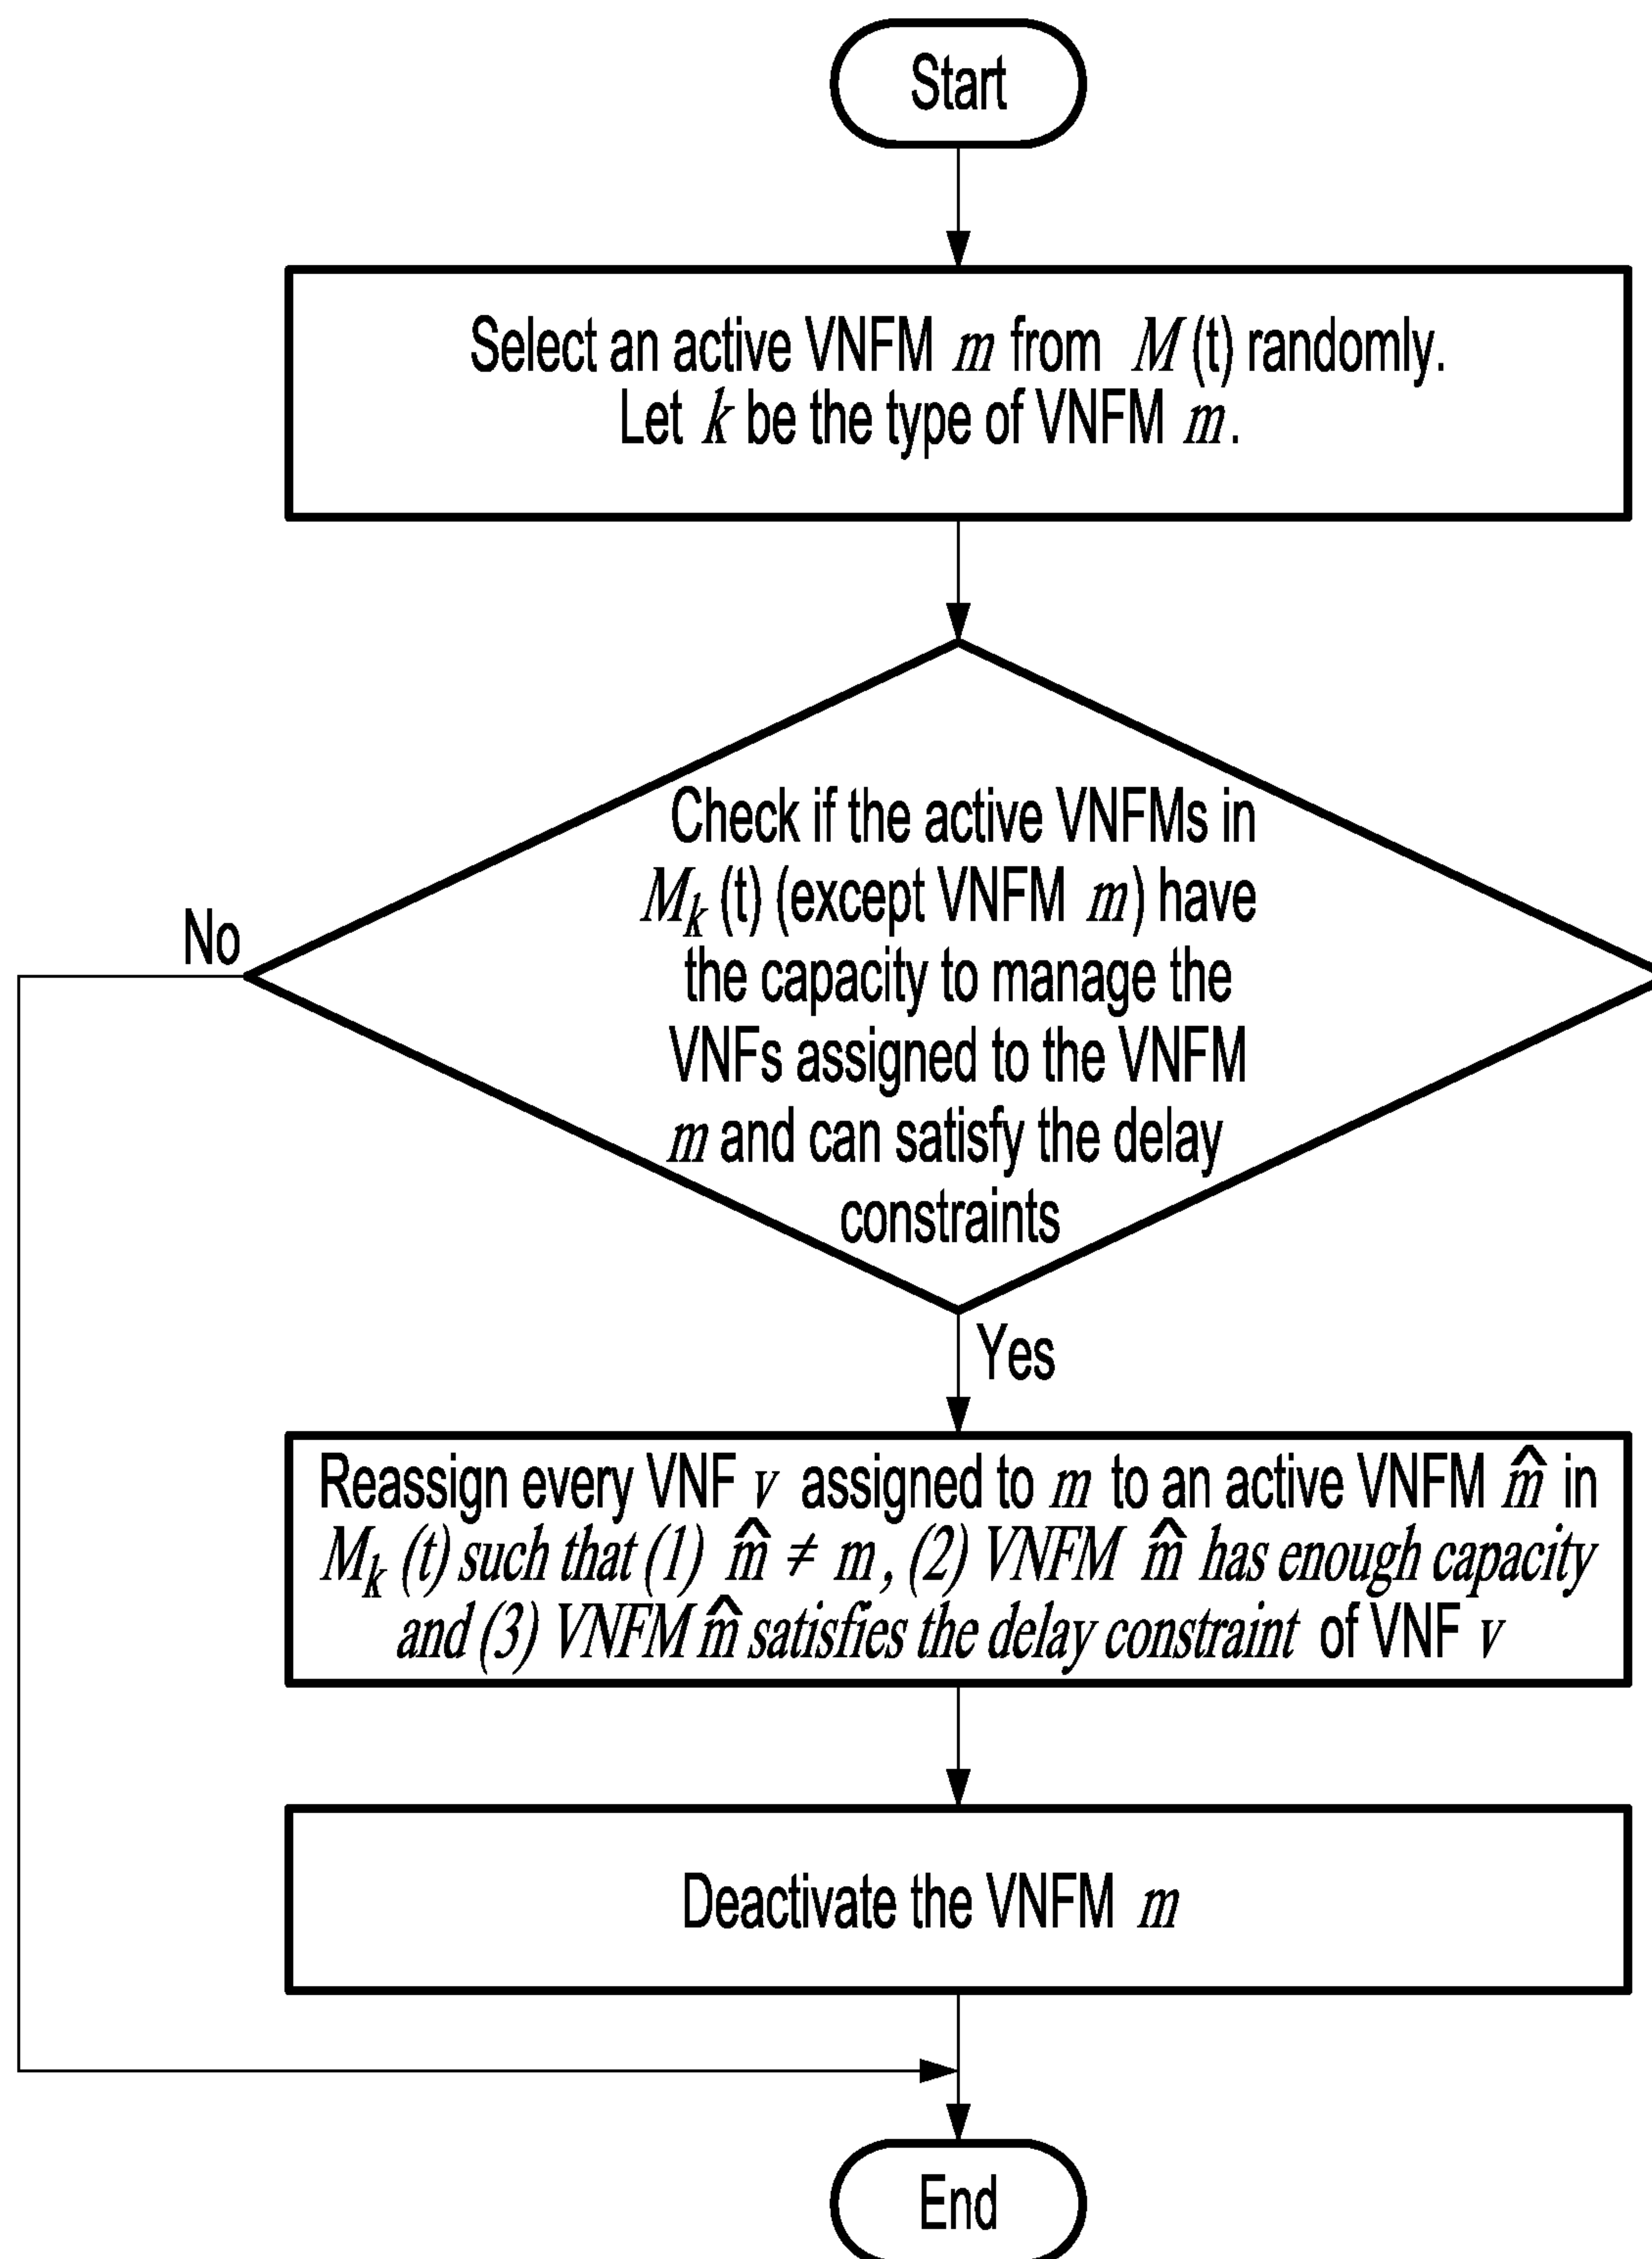 Start
Select an active VNFM m from M (t) randomly.
Let k be the type of VNFM m.
Check if the active VNFMs in
Mk (t) (except VNFM m) have
the capacity to manage the
VNFs assigned to the VNFM
m and can satisfy the delay
constraints
No
Yes
Reassign every VNF v assigned to m to an active VNFM m̂ in
Mk (t) such that (1) m̂ ≠ m, (2) VNFM m̂ has enough capacity
and (3) VNFM m̂ satisfies the delay constraint of VNF v
Deactivate the VNFM m
End